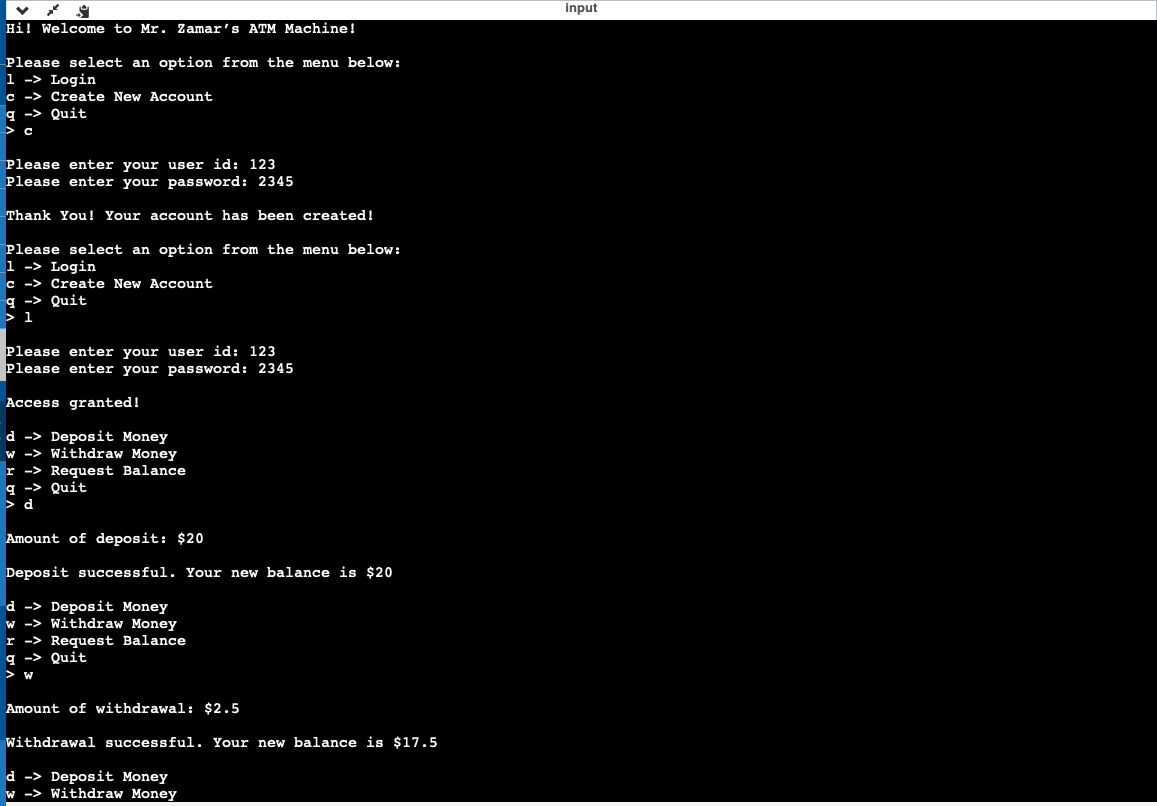 input
Hi! Welcome to Mr. Zamar’s ATM Machine!
Please select an option from the menu below:
l -> Login
c -> Create New Account
q -> Quit
> c
Please enter your user id: 123
Please enter your password: 2345
Thank You! Your account has been created!
Please select an option from the menu below:
l -> Login
c -> Create New Account
q -> Quit
> l
Please enter your user id: 123
Please enter your password: 2345
Access granted!
d -> Deposit Money
w -> Withdraw Money
r -> Request Balance
q -> Quit
> d
Amount of deposit: $20
Deposit successful. Your new balance is $20
d -> Deposit Money
w -> Withdraw Money
r -> Request Balance
q -> Quit
> w
Amount of withdrawal: $2.5
Withdrawal successful. Your new balance is $17.5
d -> Deposit Money
w -> Withdraw Money